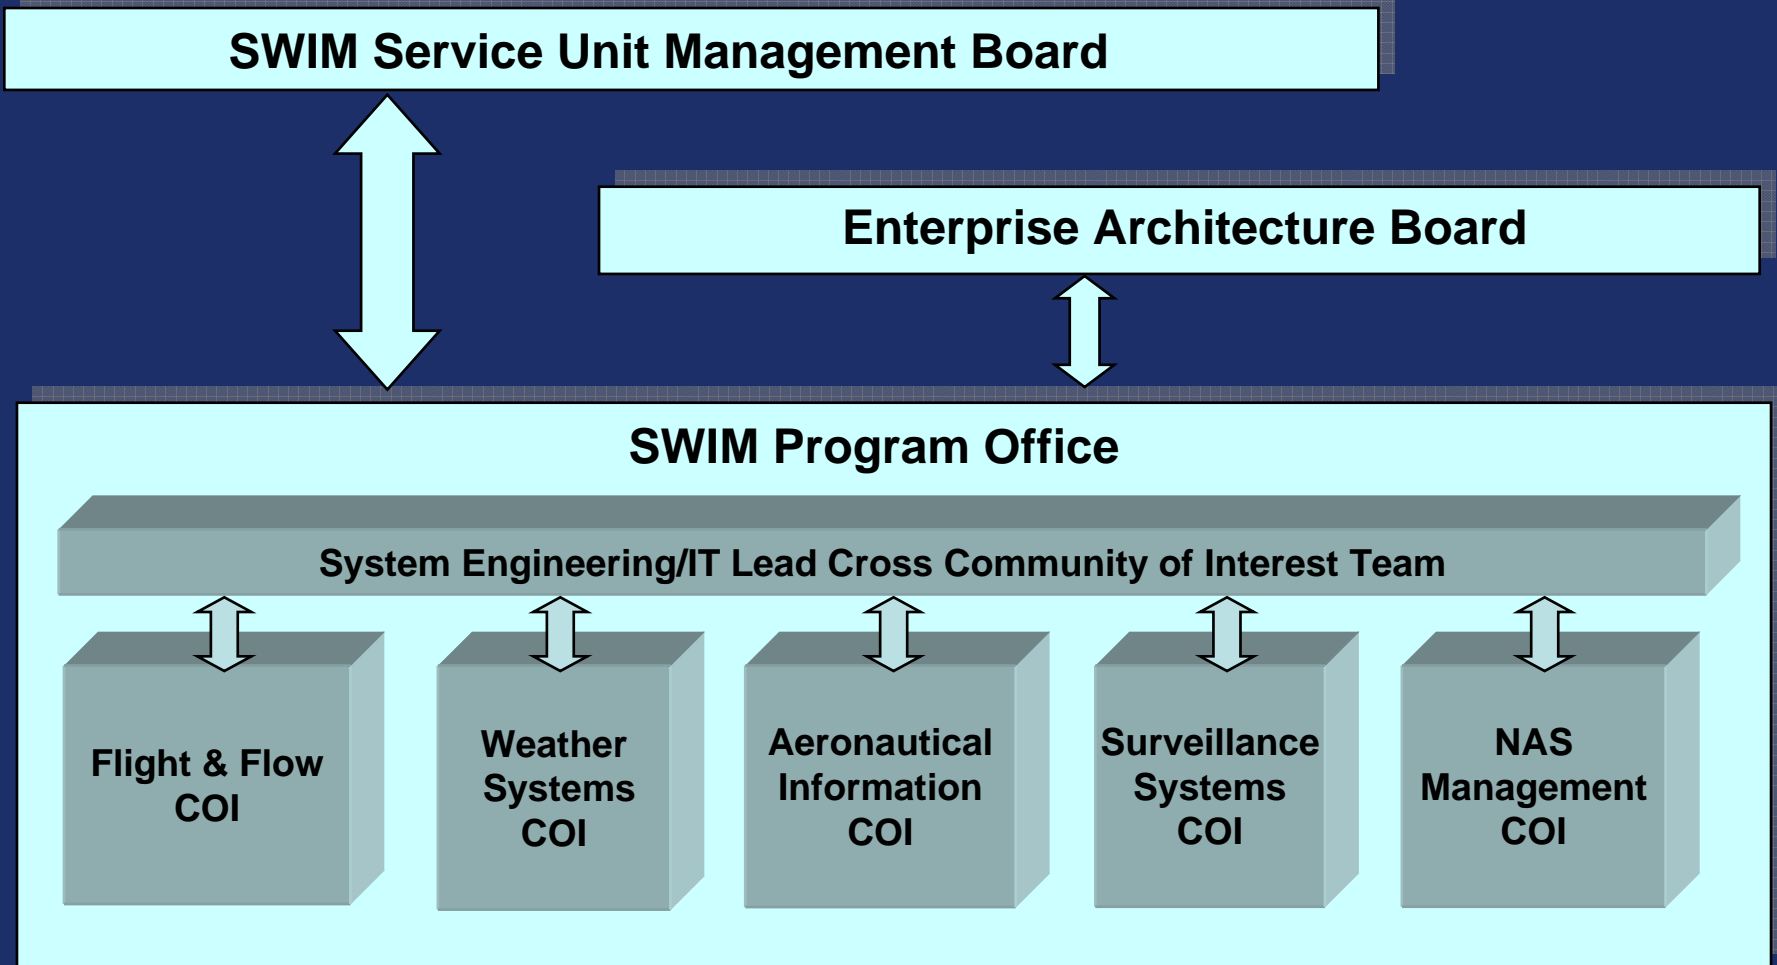 SWIM Service Unit Management Board
Enterprise Architecture Board
SWIM Program Office
System Engineering/IT Lead Cross Community of Interest Team
Flight & Flow
COI
Weather
Systems
COI
Aeronautical
Information
COI
Surveillance
Systems
COI
NAS
Management
COI